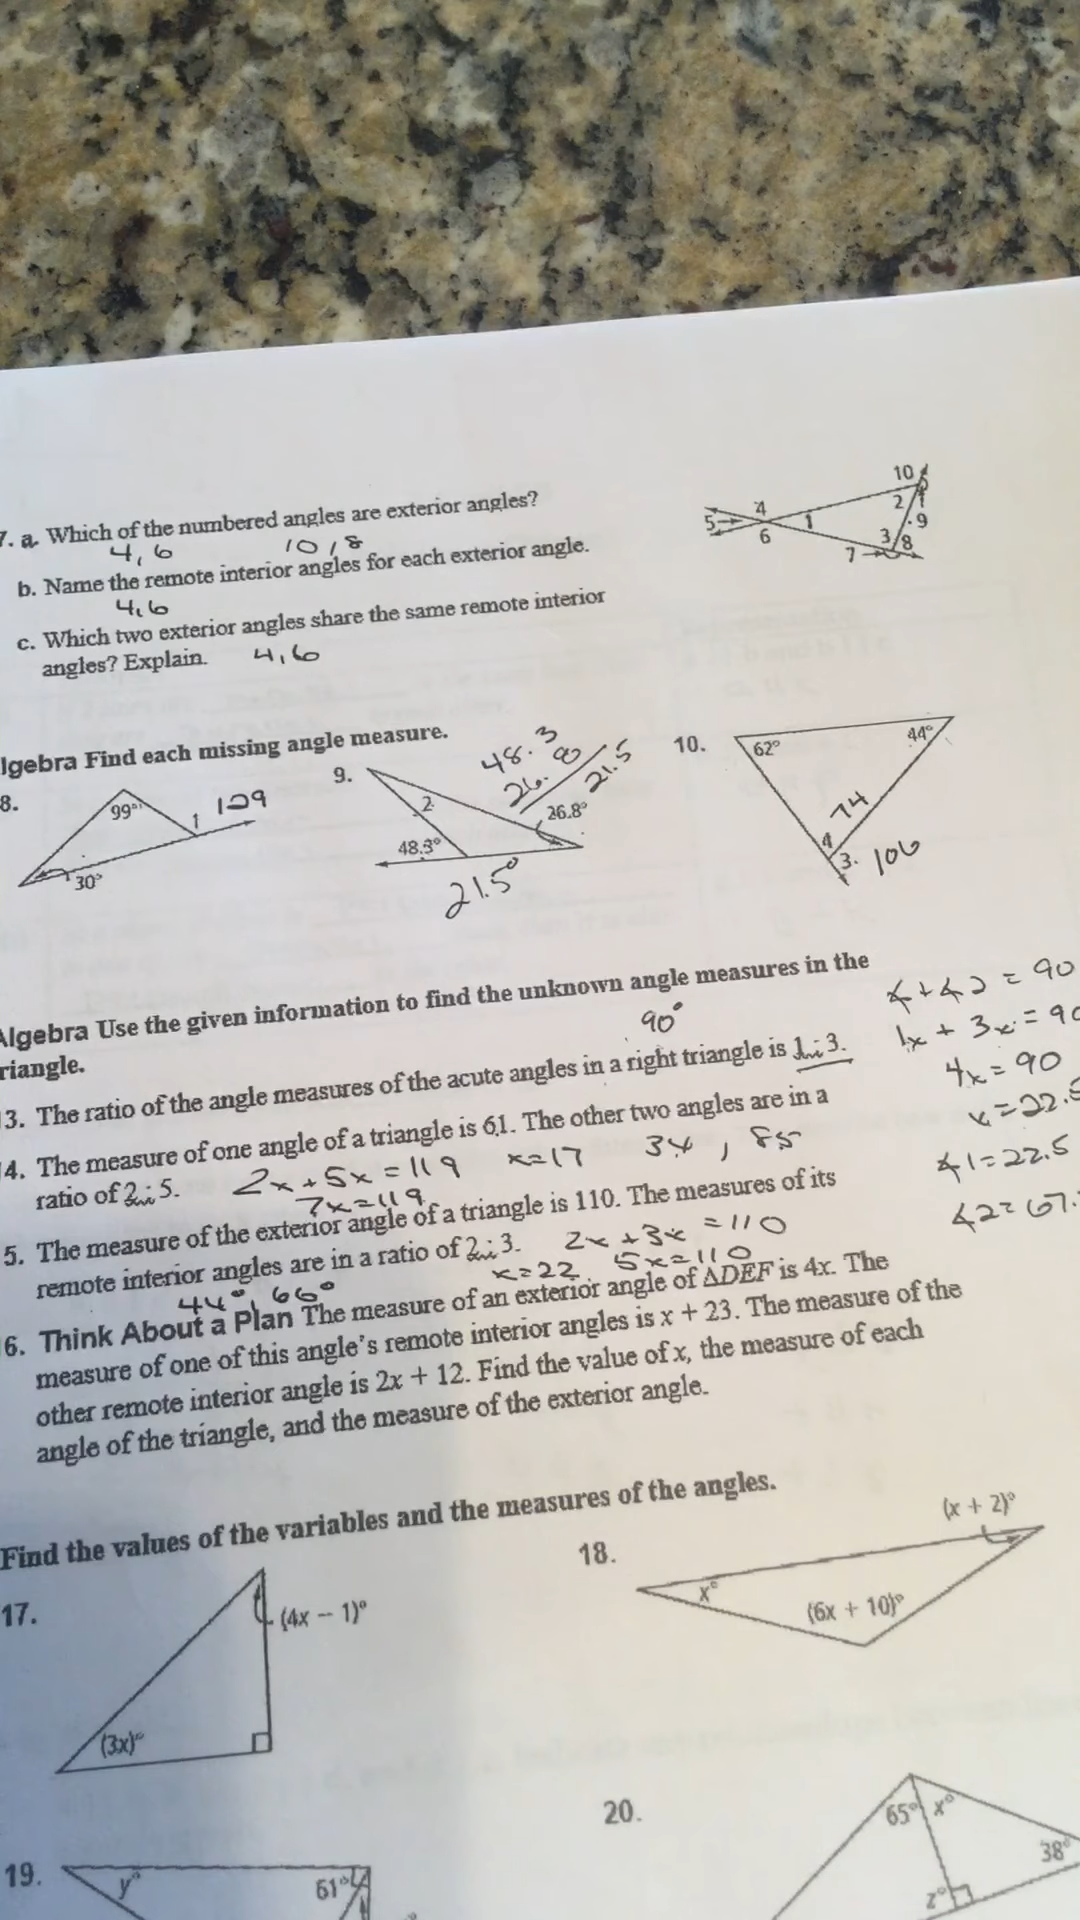 7. a. Which of the numbered angles are exterior angles?
4, 6 10, 8
b. Name the remote interior angles for each exterior angle.
4, 6
c. Which two exterior angles share the same remote interior
angles? Explain. 4, 6
10
2
9
4
5
1
6
3
8
7
lgebra Find each missing angle measure.
8.
99°
1
129
30°
9.
2
48.3
26.8
21.5
26.8°
48.3°
21.5°
10.
62°
44°
74
4
3.
106
Algebra Use the given information to find the unknown angle measures in the
riangle.
90°
3. The ratio of the angle measures of the acute angles in a right triangle is 1 : 3.
4. The measure of one angle of a triangle is 61. The other two angles are in a
ratio of 2 : 5. 2x + 5x = 119 x=17 34, 85
7x=119
5. The measure of the exterior angle of a triangle is 110. The measures of its
remote interior angles are in a ratio of 2 : 3. 2x + 3x = 110
x=22 5x=110
44°, 66°
∡ + ∡2 = 90
1x + 3x = 90
4x = 90
x=22.5
∡1=22.5
∡2=67.
6. Think About a Plan The measure of an exterior angle of ΔDEF is 4x. The
measure of one of this angle's remote interior angles is x + 23. The measure of the
other remote interior angle is 2x + 12. Find the value of x, the measure of each
angle of the triangle, and the measure of the exterior angle.
Find the values of the variables and the measures of the angles.
17.
(4x − 1)°
(3x)°
18.
(x + 2)°
x°
(6x + 10)°
19.
y°
61°
20.
65° x°
38°
z°